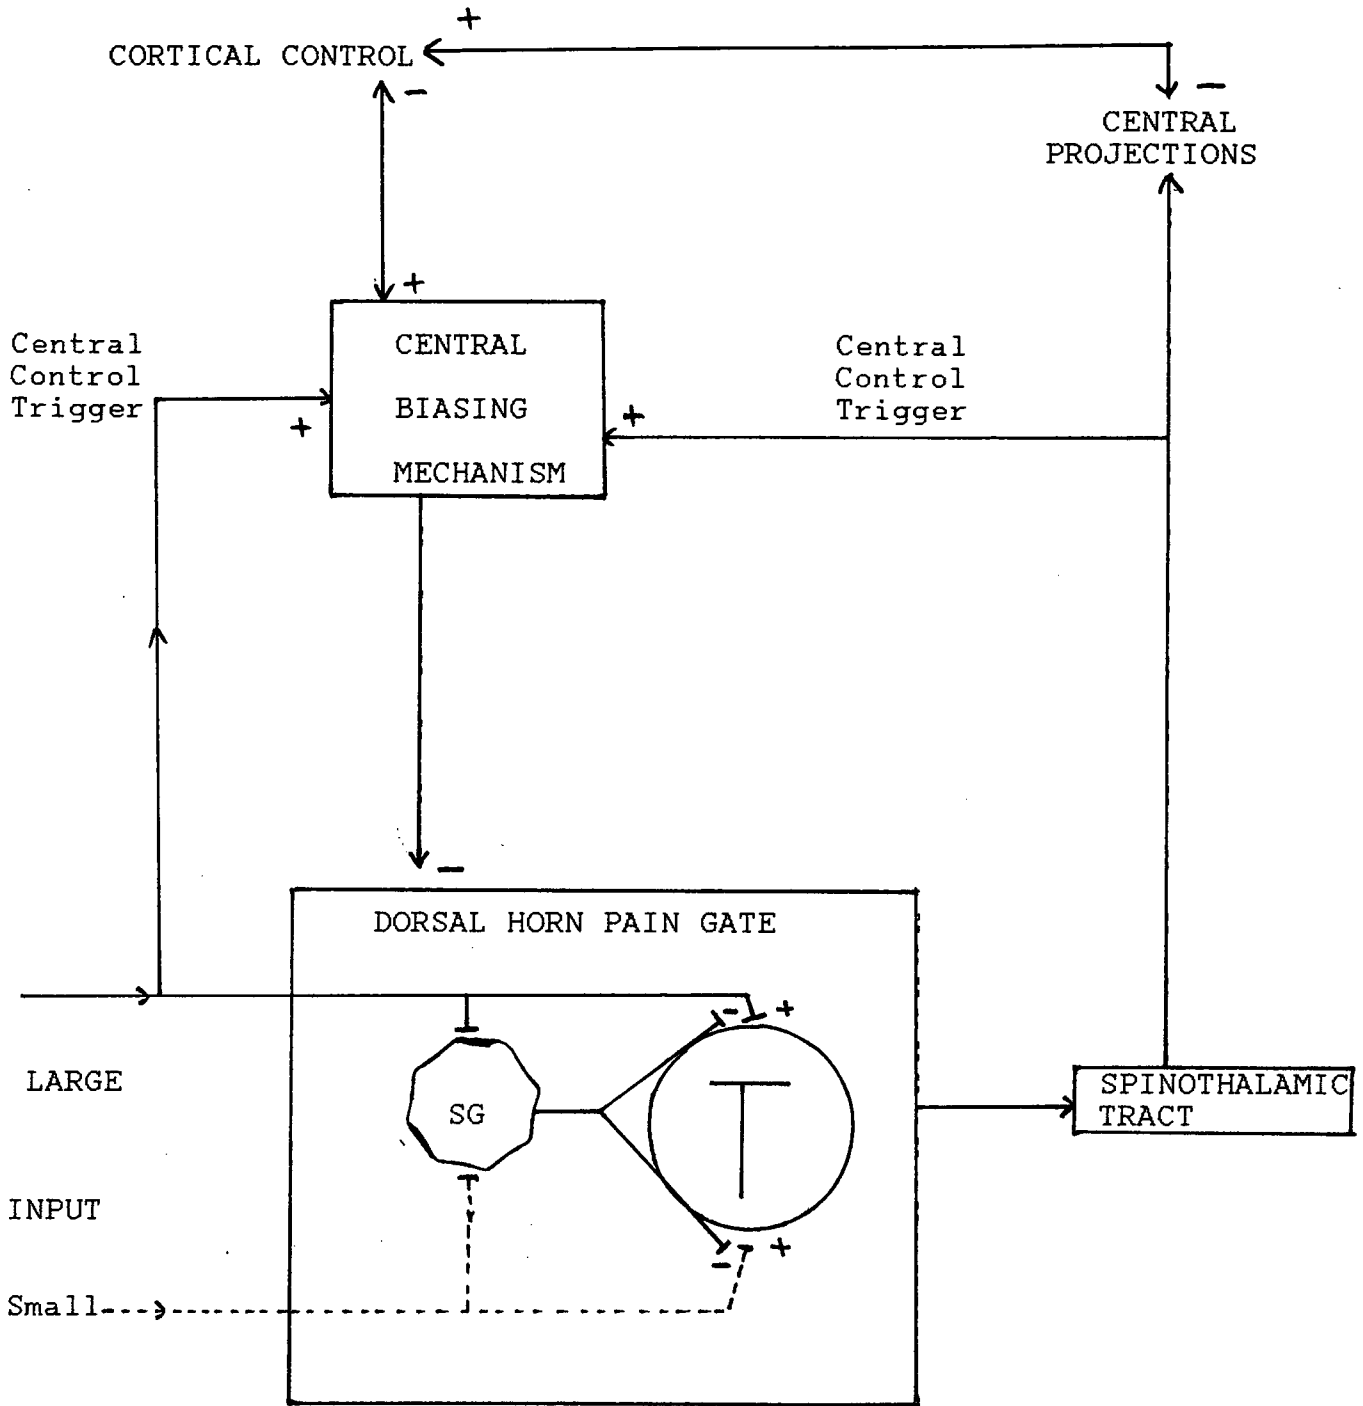 +
CORTICAL CONTROL
-
-
CENTRAL
PROJECTIONS
+
Central
Control
Trigger
+
CENTRAL
BIASING
MECHANISM
+
Central
Control
Trigger
-
DORSAL HORN PAIN GATE
- +
LARGE
SG
T
SPINOTHALAMIC
TRACT
INPUT
- +
Small